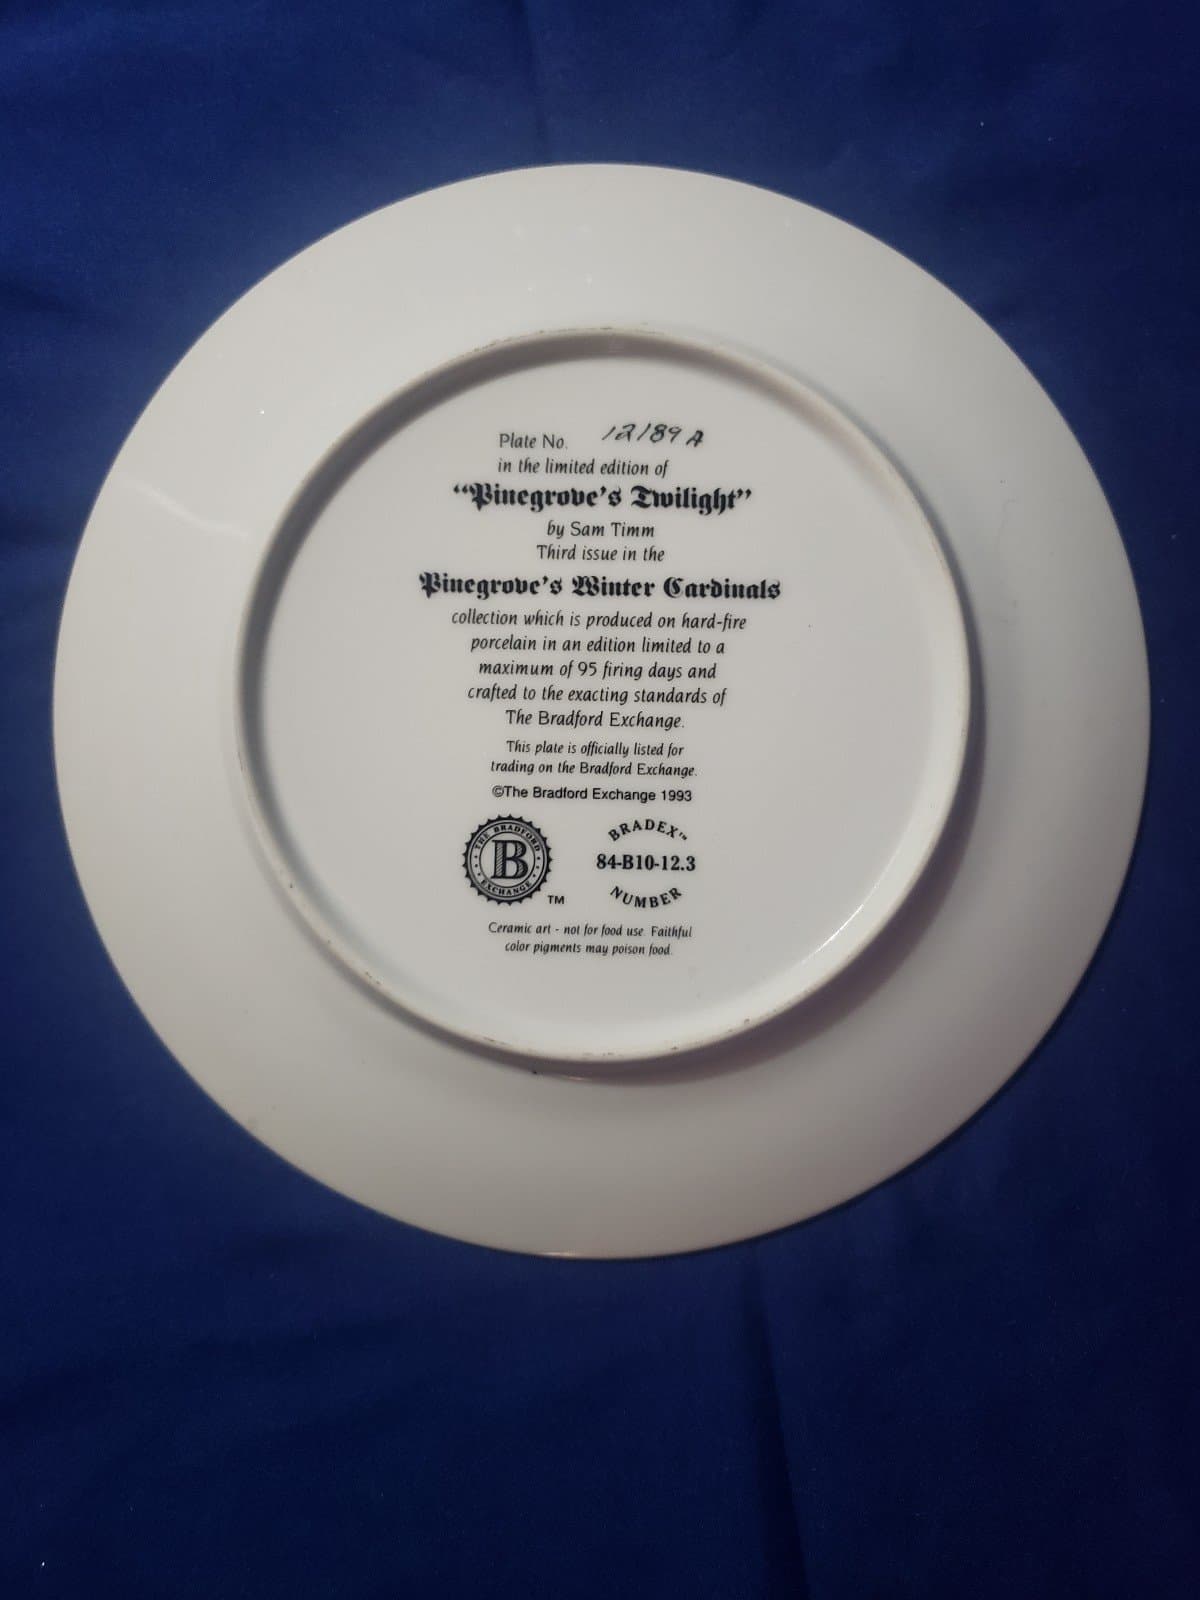 Plate No. 12189 A
in the limited edition of
"Pinegrove's Twilight"
by Sam Timm
Third issue in the
Pinegrove's Winter Cardinals
collection which is produced on hard-fire
porcelain in an edition limited to a
maximum of 95 firing days and
crafted to the exacting standards of
The Bradford Exchange.
This plate is officially listed for
trading on the Bradford Exchange.
©The Bradford Exchange 1993
THE BRADFORD
B
EXCHANGE
TM
BRADEX™
84-B10-12.3
NUMBER
Ceramic art - not for food use. Faithful
color pigments may poison food.